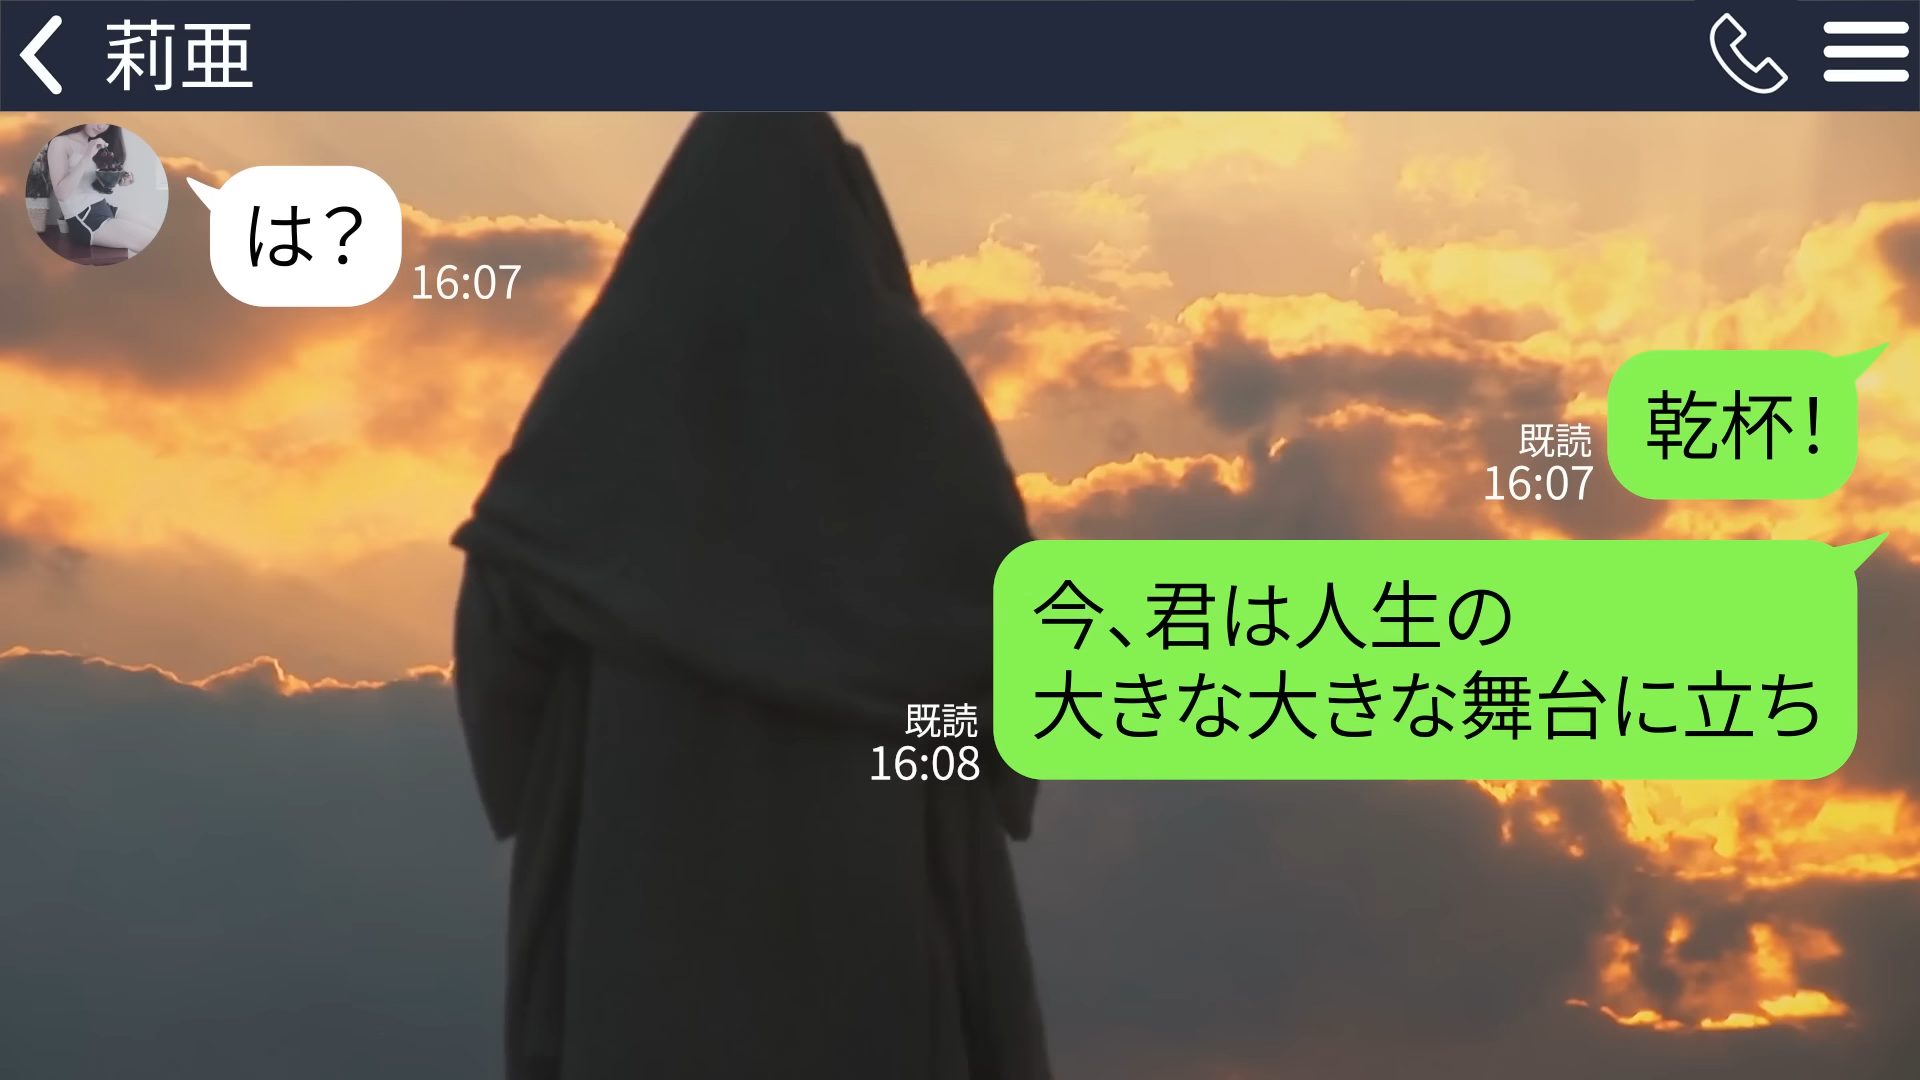 莉亜
は?
16:07
乾杯!
既読
16:07
今、君は人生の
大きな大きな舞台に立ち
既読
16:08